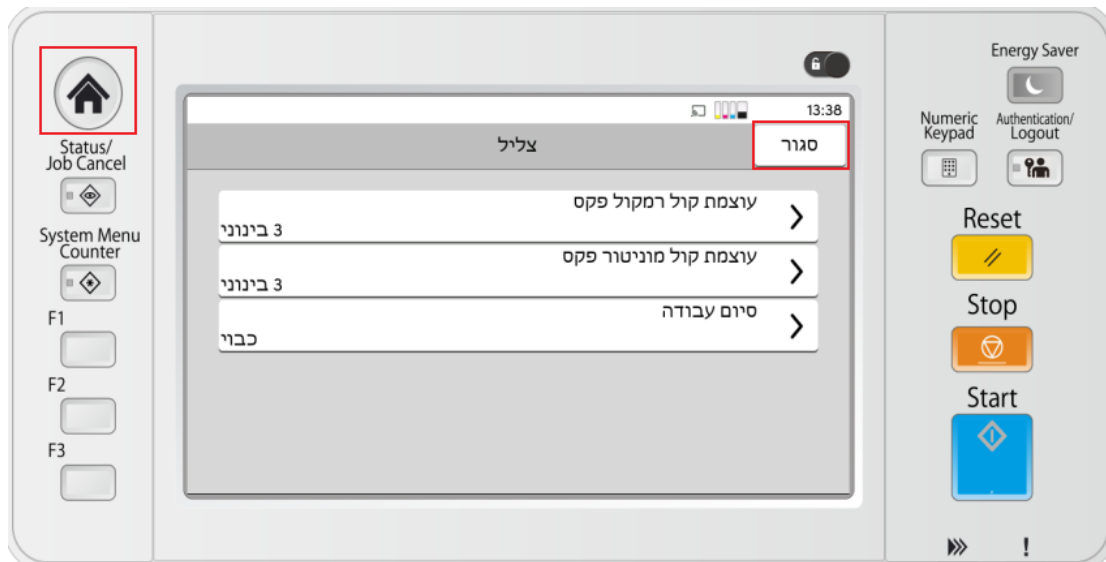 Status/
Job Cancel
System Menu
Counter
F1
F2
F3
13:38
סגור
צליל
עוצמת קול רמקול פקס
3 בינוני
עוצמת קול מוניטור פקס
3 בינוני
סיום עבודה
כבוי
Energy Saver
Numeric
Keypad
Authentication/
Logout
Reset
Stop
Start